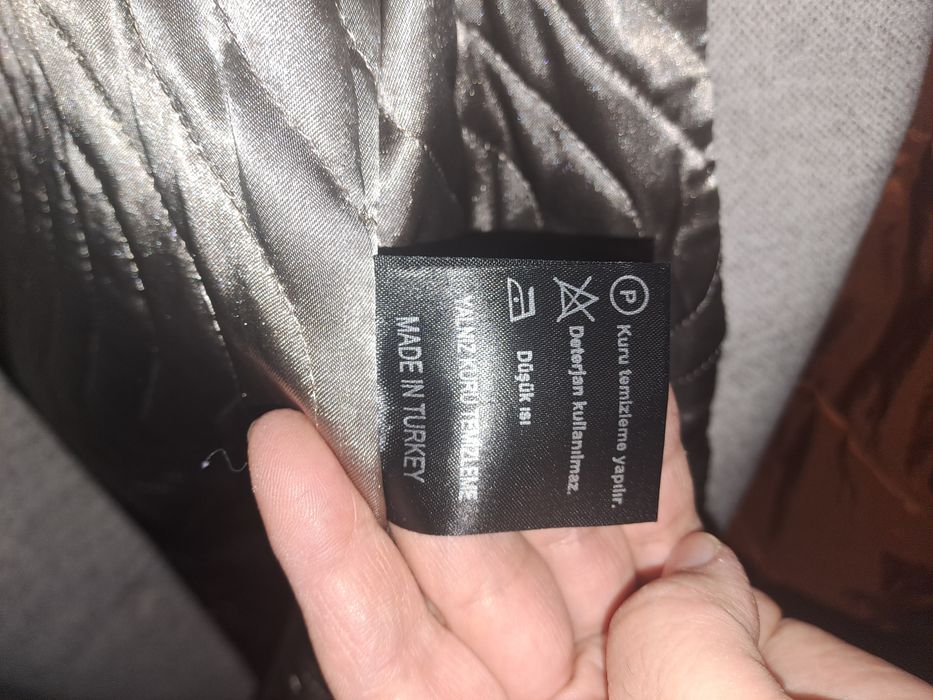 P
Kuru temizleme yapılır.
Deterjan kullanılmaz.
Düşük ısı
YALNIZ KURU TEMİZLEME
MADE IN TURKEY